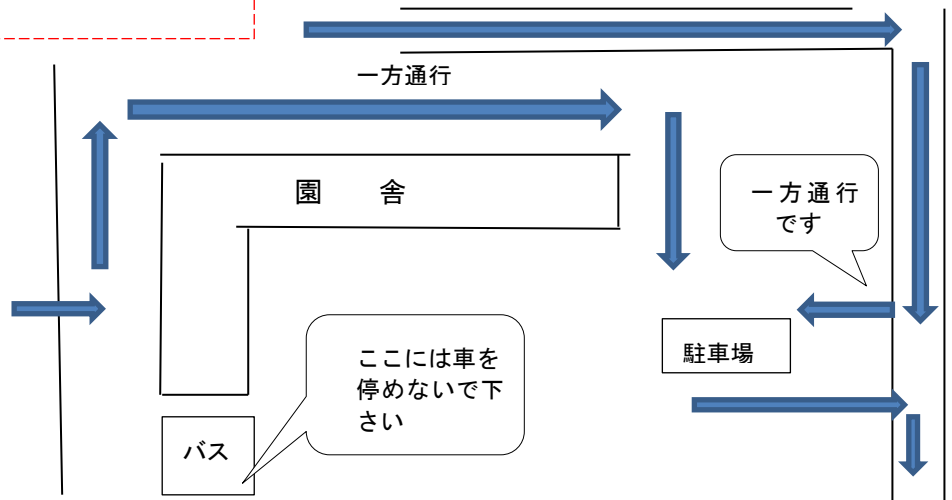 一方通行
園　舎
一方通行
です
ここには車を
停めないで下
さい
駐車場
バス